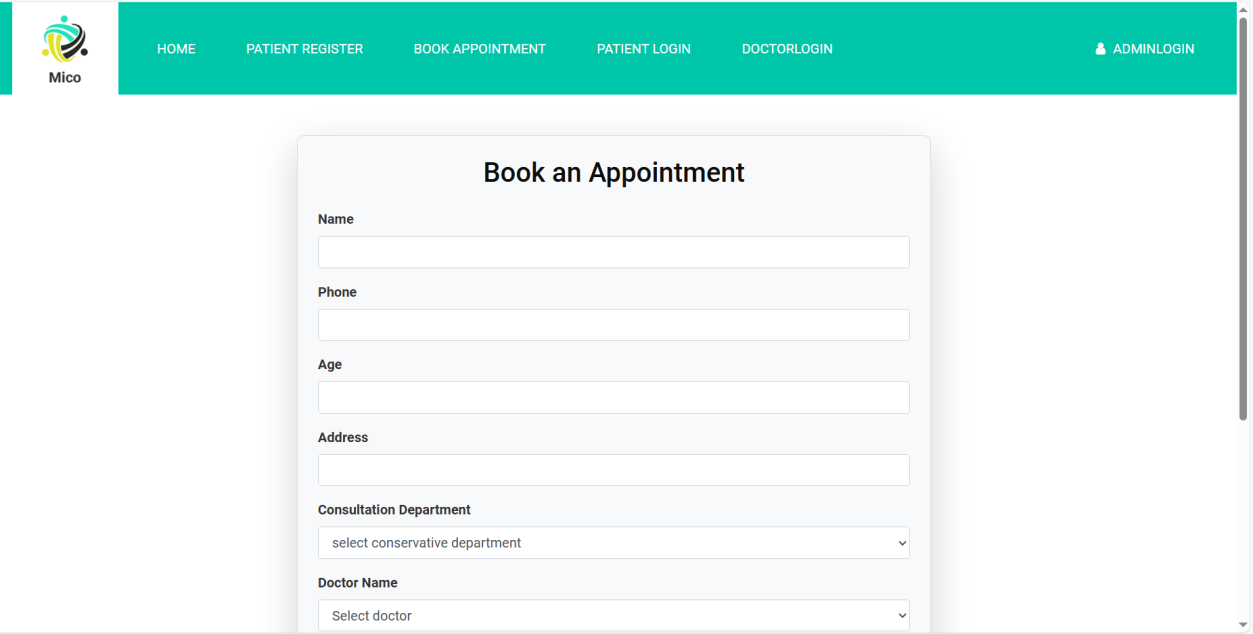 Mico
HOME
PATIENT REGISTER
BOOK APPOINTMENT
PATIENT LOGIN
DOCTORLOGIN
ADMINLOGIN
Book an Appointment
Name
Phone
Age
Address
Consultation Department
select conservative department
Doctor Name
Select doctor